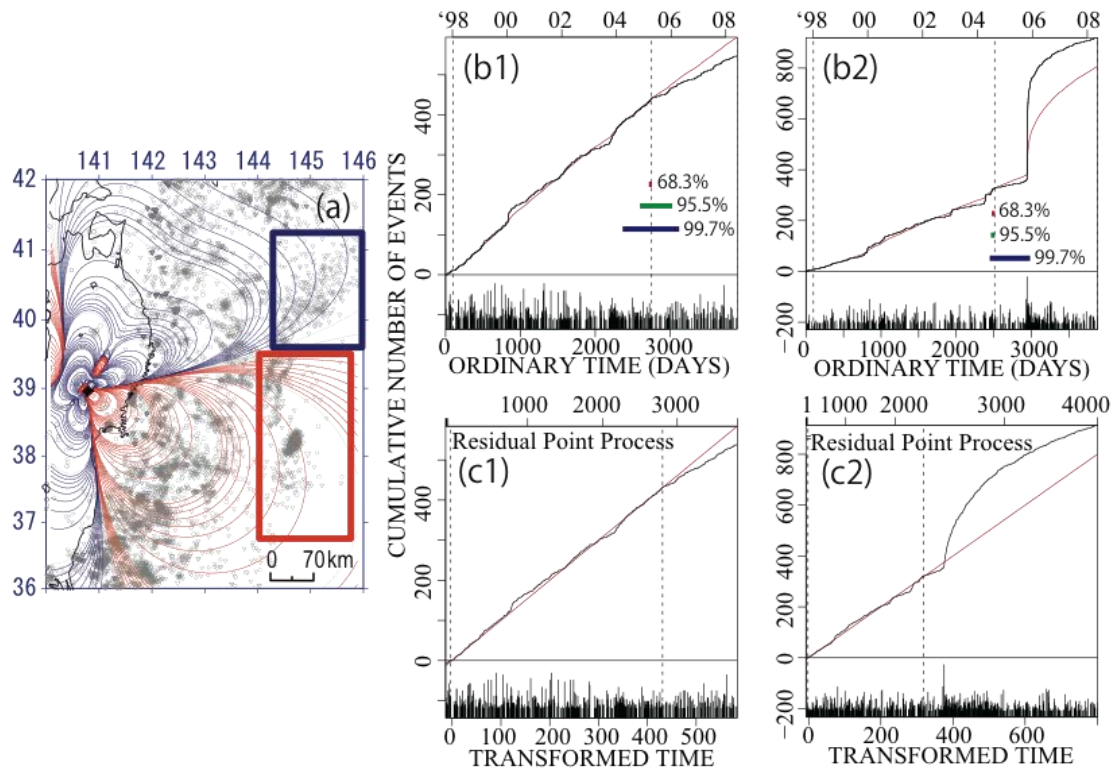 141 142 143 144 145 146
42
41
40
39
38
37
36
(a)
0 70 km
CUMULATIVE NUMBER OF EVENTS
'98 00 02 04 06 08
(b1)
400
200
0
68.3%
95.5%
99.7%
0 1000 2000 3000
ORDINARY TIME (DAYS)
'98 00 02 04 06 08
(b2)
800
600
400
200
0
−200
68.3%
95.5%
99.7%
0 1000 2000 3000
ORDINARY TIME (DAYS)
1000 2000 3000
Residual Point Process
(c1)
400
200
0
0 100 200 300 400 500
TRANSFORMED TIME
1 1000 2000 3000 4000
Residual Point Process
(c2)
800
600
400
200
0
−200
0 200 400 600
TRANSFORMED TIME